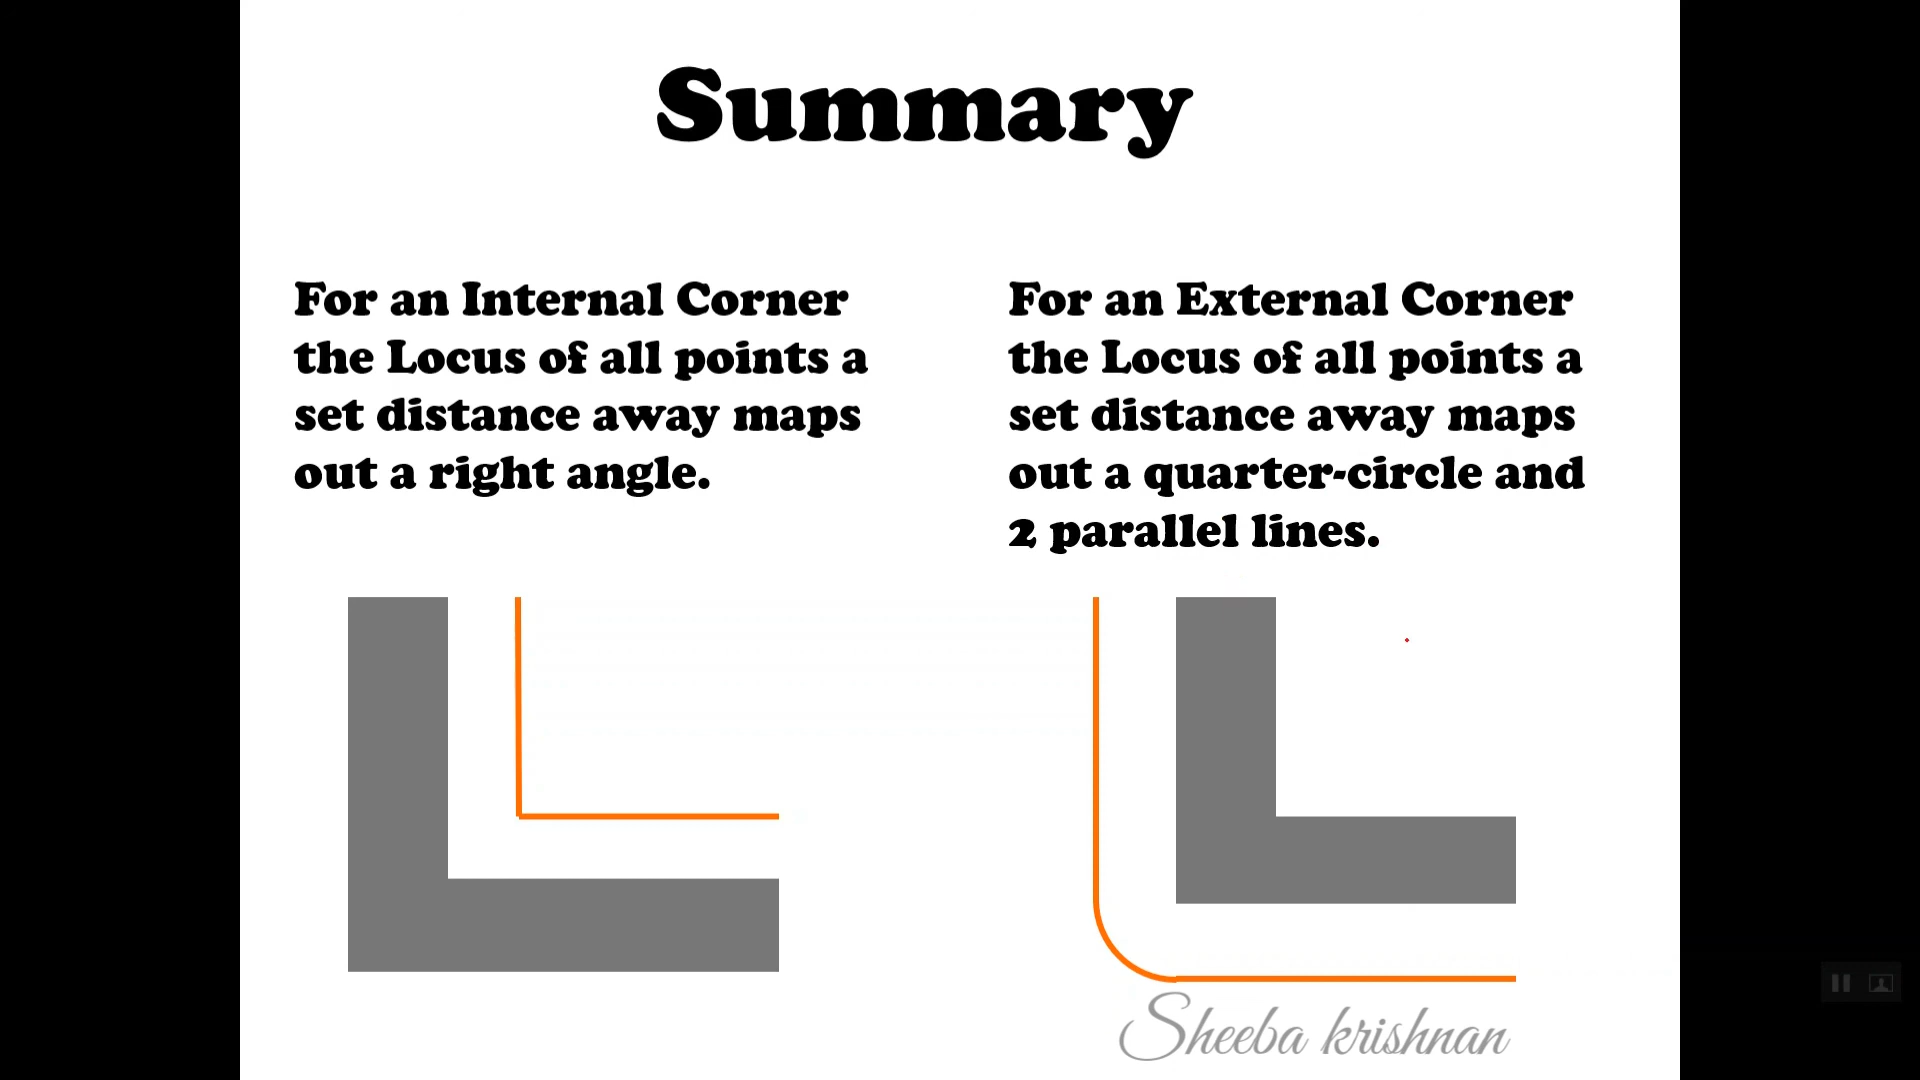 Summary
For an Internal Corner
the Locus of all points a
set distance away maps
out a right angle.
For an External Corner
the Locus of all points a
set distance away maps
out a quarter-circle and
2 parallel lines.
Sheeba krishnan